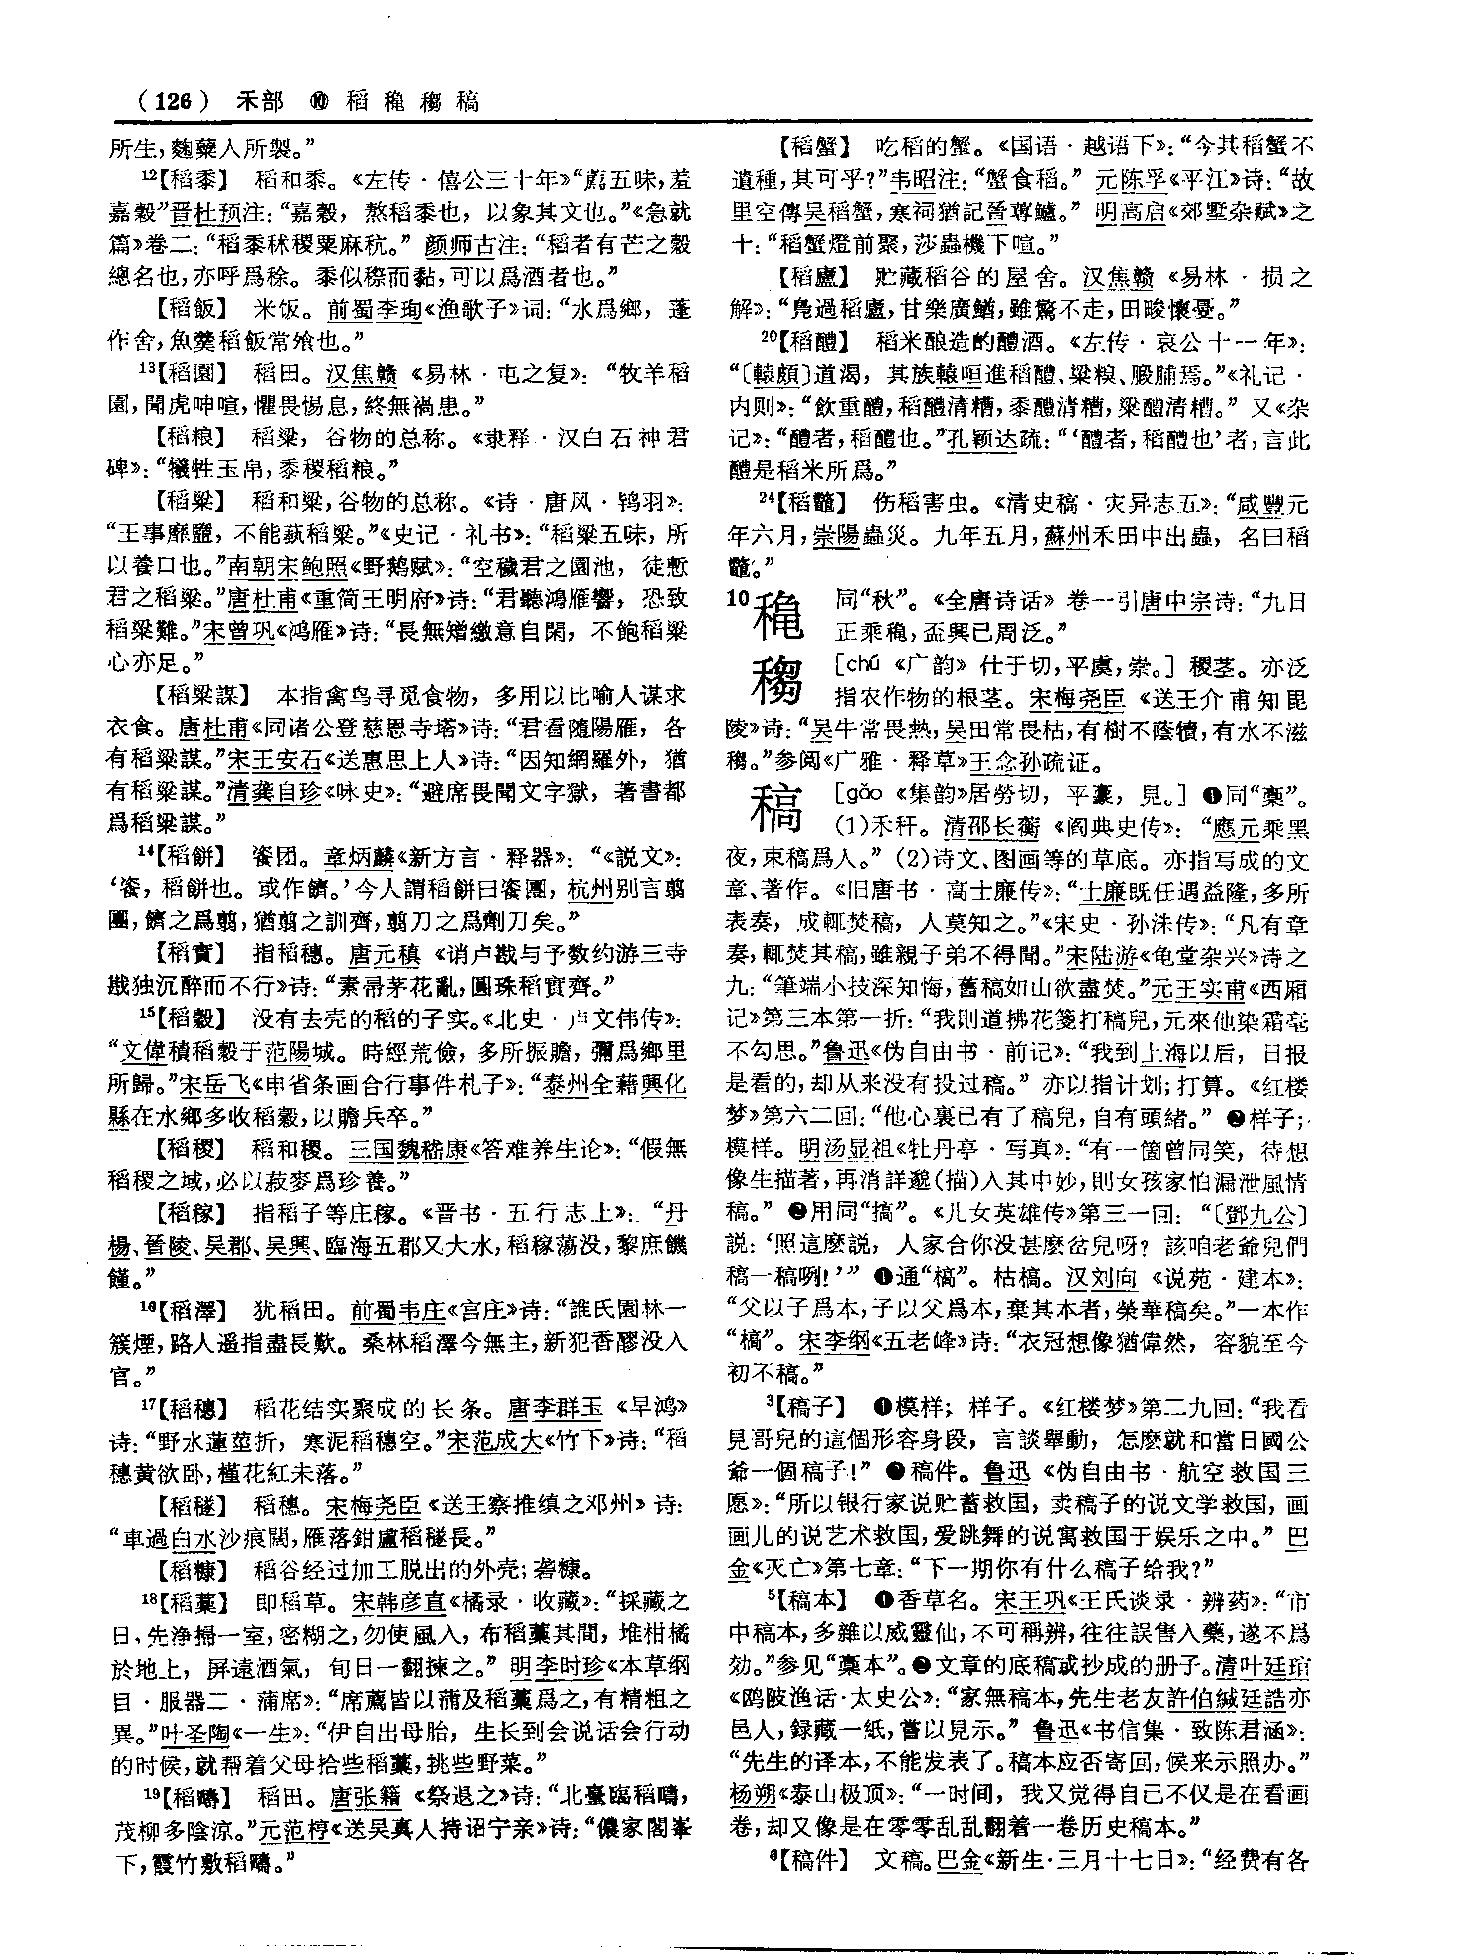 （126） 禾部 ⑩ 稻 穐 穮 稿
所生，麴糵人所製。”
¹²【稻黍】 稻和黍。《左传·僖公三十年》“薦五味，羞
嘉穀”晋杜预注：“嘉穀，熬稻黍也，以象其文也。”《急就
篇》卷二：“稻黍秫稷粟麻秔。”颜师古注：“稻者有芒之穀
總名也，亦呼爲稌。黍似穄而黏，可以爲酒者也。”
【稻飯】 米饭。前蜀李珣《渔歌子》词：“水爲鄉，蓬
作舍，魚羹稻飯常飧也。”
¹³【稻園】 稻田。汉焦赣《易林·屯之复》：“牧羊稻
園，聞虎呻喧，懼畏惕息，終無禍患。”
【稻粮】 稻粱，谷物的总称。《隶释·汉白石神君
碑》：“犧牲玉帛，黍稷稻粮。”
【稻粱】 稻和粱，谷物的总称。《诗·唐风·鸨羽》：
“王事靡盬，不能蓺稻粱。”《史记·礼书》：“稻粱五味，所
以養口也。”南朝宋鲍照《野鹅赋》：“空穢君之園池，徒慙
君之稻粱。”唐杜甫《重简王明府》诗：“君聽鴻雁響，恐致
稻粱難。”宋曾巩《鸿雁》诗：“長無矰繳意自閑，不飽稻粱
心亦足。”
【稻粱謀】 本指禽鸟寻觅食物，多用以比喻人谋求
衣食。唐杜甫《同诸公登慈恩寺塔》诗：“君看隨陽雁，各
有稻粱謀。”宋王安石《送惠思上人》诗：“因知網羅外，猶
有稻粱謀。”清龚自珍《咏史》：“避席畏聞文字獄，著書都
爲稻粱謀。”
¹⁴【稻餅】 餈团。章炳麟《新方言·释器》：“《説文》：
‘餈，稻餅也。或作餻。’今人謂稻餅曰餈團，杭州别言翦
團，餻之爲翦，猶翦之訓齊，翦刀之爲劑刀矣。”
【稻實】 指稻穗。唐元稹《诮卢戡与予数约游三寺
戡独沉醉而不行》诗：“素帚茅花亂，圓珠稻實齊。”
¹⁵【稻穀】 没有去壳的稻的子实。《北史·卢文伟传》：
“文偉積稻穀于范陽城。時經荒儉，多所振贍，彌爲鄉里
所歸。”宋岳飞《申省条画合行事件札子》：“泰州全藉興化
縣在水鄉多收稻穀，以贍兵卒。”
【稻稷】 稻和稷。三国魏嵇康《答难养生论》：“假無
稻稷之域，必以菽麥爲珍養。”
【稻稼】 指稻子等庄稼。《晋书·五行志上》：“丹
楊、晉陵、吴郡、吴興、臨海五郡又大水，稻稼蕩没，黎庶饑
饉。”
¹⁶【稻澤】 犹稻田。前蜀韦庄《官庄》诗：“誰氏園林一
簇煙，路人遥指盡長歎。桑林稻澤今無主，新犯香醪没入
官。”
¹⁷【稻穗】 稻花结实聚成的长条。唐李群玉《早鸿》
诗：“野水蓮莖折，寒泥稻穗空。”宋范成大《竹下》诗：“稻
穗黄欲卧，槿花紅未落。”
【稻穟】 稻穗。宋梅尧臣《送王察推缜之邓州》诗：
“車過白水沙痕闊，雁落鉗盧稻穟長。”
【稻糠】 稻谷经过加工脱出的外壳；砻糠。
¹⁸【稻藁】 即稻草。宋韩彦直《橘录·收藏》：“採藏之
日，先浄掃一室，密糊之，勿使風入，布稻藁其間，堆柑橘
於地上，屏遠酒氣，旬日一翻揀之。”明李时珍《本草纲
目·服器二·蒲席》：“席薦皆以蒲及稻藁爲之，有精粗之
異。”叶圣陶《一生》：“伊自出母胎，生长到会说话会行动
的时候，就帮着父母拾些稻藁，挑些野菜。”
¹⁹【稻疇】 稻田。唐张籍《祭退之》诗：“北臺臨稻疇，
茂柳多陰涼。”元范梈《送吴真人持诏宁亲》诗：“儂家閣峯
下，霞竹敷稻疇。”
【稻蟹】 吃稻的蟹。《国语·越语下》：“今其稻蟹不
遺種，其可乎？”韦昭注：“蟹食稻。”元陈孚《平江》诗：“故
里空傳吴稻蟹，寒祠猶記晉蓴鱸。”明高启《郊墅杂赋》之
十：“稻蟹燈前聚，莎蟲機下喧。”
【稻廬】 贮藏稻谷的屋舍。汉焦赣《易林·损之
解》：“鳧過稻廬，甘樂廣鰌，雖驚不走，田畯懷憂。”
²⁰【稻醴】 稻米酿造的醴酒。《左传·哀公十一年》：
“〔轅頗〕道渴，其族轅咺進稻醴、粱糗、腶脯焉。”《礼记·
内则》：“飲重醴，稻醴清糟，黍醴清糟，粱醴清糟。”又《杂
记》：“醴者，稻醴也。”孔颖达疏：“‘醴者，稻醴也’者，言此
醴是稻米所爲。”
²⁴【稻鼊】 伤稻害虫。《清史稿·灾异志五》：“咸豐元
年六月，崇陽蟲災。九年五月，蘇州禾田中出蟲，名曰稻
鼊。”
10穐 同“秋”。《全唐诗话》卷一引唐中宗诗：“九日
正乘穐，盃興已周泛。”
䅳 [chú 《广韵》仕于切，平虞，崇。] 稷茎。亦泛
指农作物的根茎。宋梅尧臣《送王介甫知毘
陵》诗：“吴牛常畏熱，吴田常畏枯，有樹不蔭犢，有水不滋
䅳。”参阅《广雅·释草》王念孙疏证。
稿 [gǎo 《集韵》居勞切，平豪，見。] ❶同“稾”。
(1)禾秆。清邵长蘅《阎典史传》：“應元乘黑
夜，束稿爲人。”(2)诗文、图画等的草底。亦指写成的文
章、著作。《旧唐书·高士廉传》：“士廉既任遇益隆，多所
表奏，成輒焚稿，人莫知之。”《宋史·孙洙传》：“凡有章
奏，輒焚其稿，雖親子弟不得聞。”宋陆游《龟堂杂兴》诗之
九：“筆端小技深知悔，舊稿如山欲盡焚。”元王实甫《西厢
记》第三本第一折：“我則道拂花箋打稿兒，元來他染霜毫
不勾思。”鲁迅《伪自由书·前记》：“我到上海以后，日报
是看的，却从来没有投过稿。”亦以指计划；打算。《红楼
梦》第六二回：“他心裏已有了稿兒，自有頭緒。” ❷样子；
模样。明汤显祖《牡丹亭·写真》：“有一箇曾同笑，待想
像生描著，再消詳邈(描)入其中妙，則女孩家怕漏泄風情
稿。” ❸用同“搞”。《儿女英雄传》第三一回：“〔鄧九公〕
説：‘照這麽説，人家合你没甚麽岔兒呀？該咱老爺兒們
稿一稿咧！’” ❹通“槁”。枯槁。汉刘向《说苑·建本》：
“父以子爲本，子以父爲本，棄其本者，榮華稿矣。”一本作
“槁”。宋李纲《五老峰》诗：“衣冠想像猶偉然，容貌至今
初不稿。”
³【稿子】 ❶模样；样子。《红楼梦》第二九回：“我看
見哥兒的這個形容身段，言談舉動，怎麽就和當日國公
爺一個稿子！” ❷稿件。鲁迅《伪自由书·航空救国三
愿》：“所以银行家说贮蓄救国，卖稿子的说文学救国，画
画儿的说艺术救国，爱跳舞的说寓救国于娱乐之中。”巴
金《灭亡》第七章：“下一期你有什么稿子给我？”
⁵【稿本】 ❶香草名。宋王巩《王氏谈录·辨药》：“市
中稿本，多雜以威靈仙，不可稱辨，往往誤售入藥，遂不爲
効。”参见“藁本”。❷文章的底稿或抄成的册子。清叶廷琯
《鸥陂渔话·太史公》：“家無稿本，先生老友許伯緘廷誥亦
邑人，録藏一紙，嘗以見示。”鲁迅《书信集·致陈君涵》：
“先生的译本，不能发表了。稿本应否寄回，候来示照办。”
杨朔《泰山极顶》：“一时间，我又觉得自己不仅是在看画
卷，却又像是在零零乱乱翻着一卷历史稿本。”
⁶【稿件】 文稿。巴金《新生·三月十七日》：“经费有各